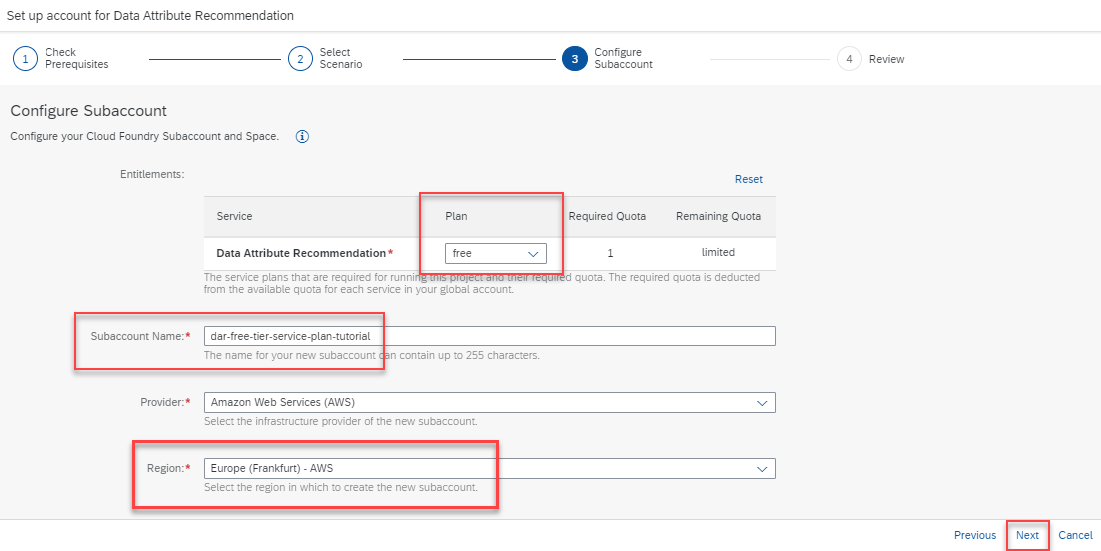 Set up account for Data Attribute Recommendation
1 Check Prerequisites
2 Select Scenario
3 Configure Subaccount
4 Review
Configure Subaccount
Configure your Cloud Foundry Subaccount and Space. i
Entitlements:
Reset
Service Plan Required Quota Remaining Quota
Data Attribute Recommendation* free 1 limited
The service plans that are required for running this project and their required quota. The required quota is deducted
from the available quota for each service in your global account.
Subaccount Name:* dar-free-tier-service-plan-tutorial
The name for your new subaccount can contain up to 255 characters.
Provider:* Amazon Web Services (AWS)
Select the infrastructure provider of the new subaccount.
Region:* Europe (Frankfurt) - AWS
Select the region in which to create the new subaccount.
Previous Next Cancel